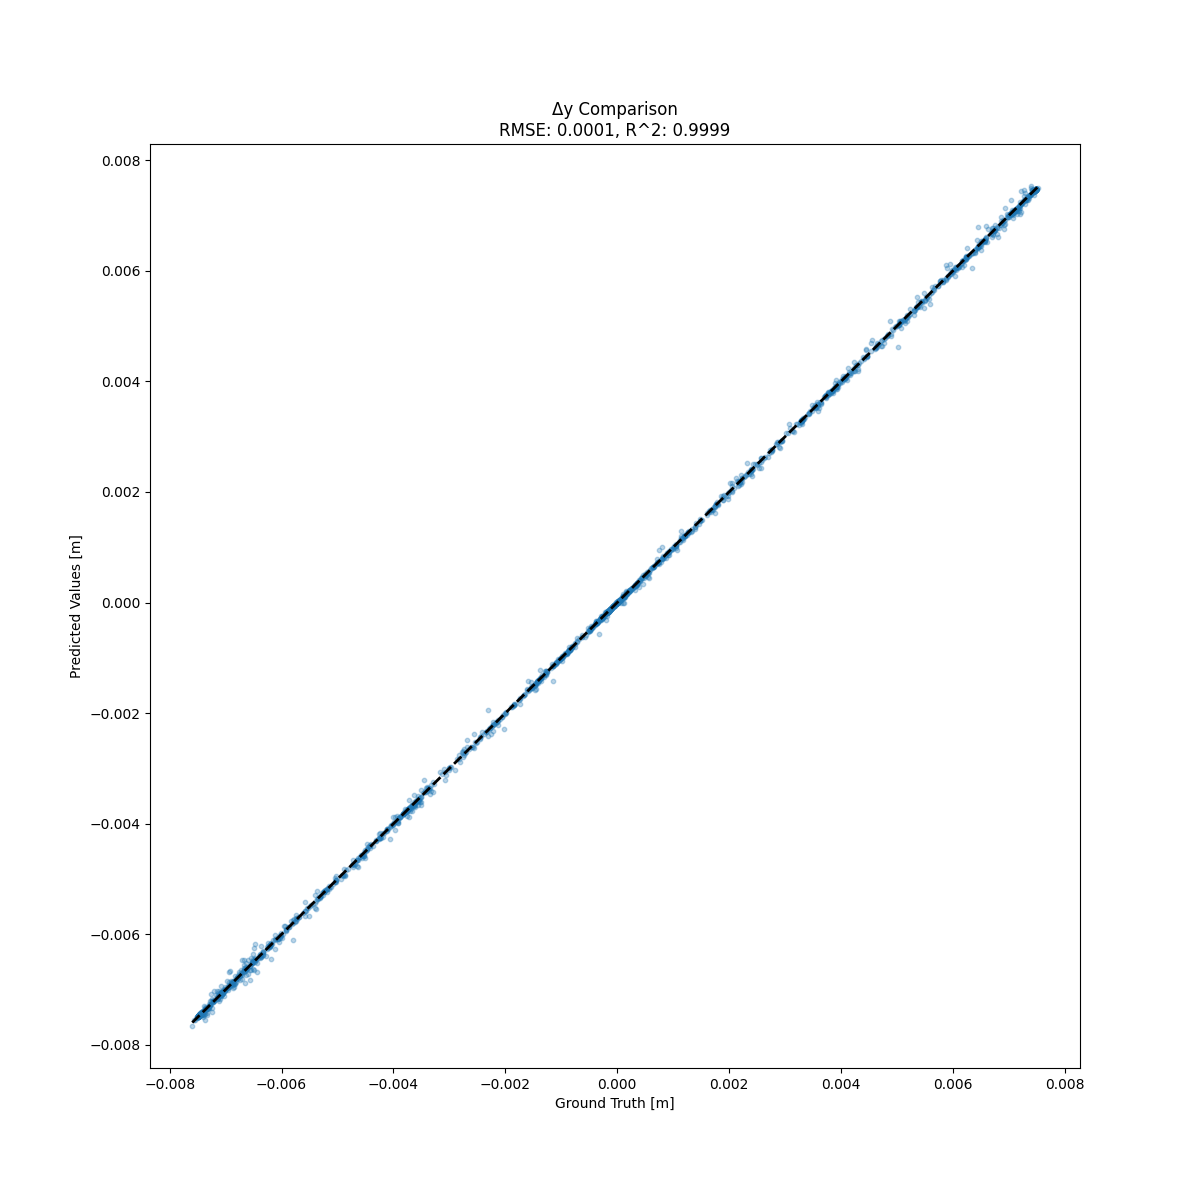 Δy Comparison
RMSE: 0.0001, R^2: 0.9999
0.008
0.006
0.004
0.002
0.000
−0.002
−0.004
−0.006
−0.008
Predicted Values [m]
−0.008 −0.006 −0.004 −0.002 0.000 0.002 0.004 0.006 0.008
Ground Truth [m]